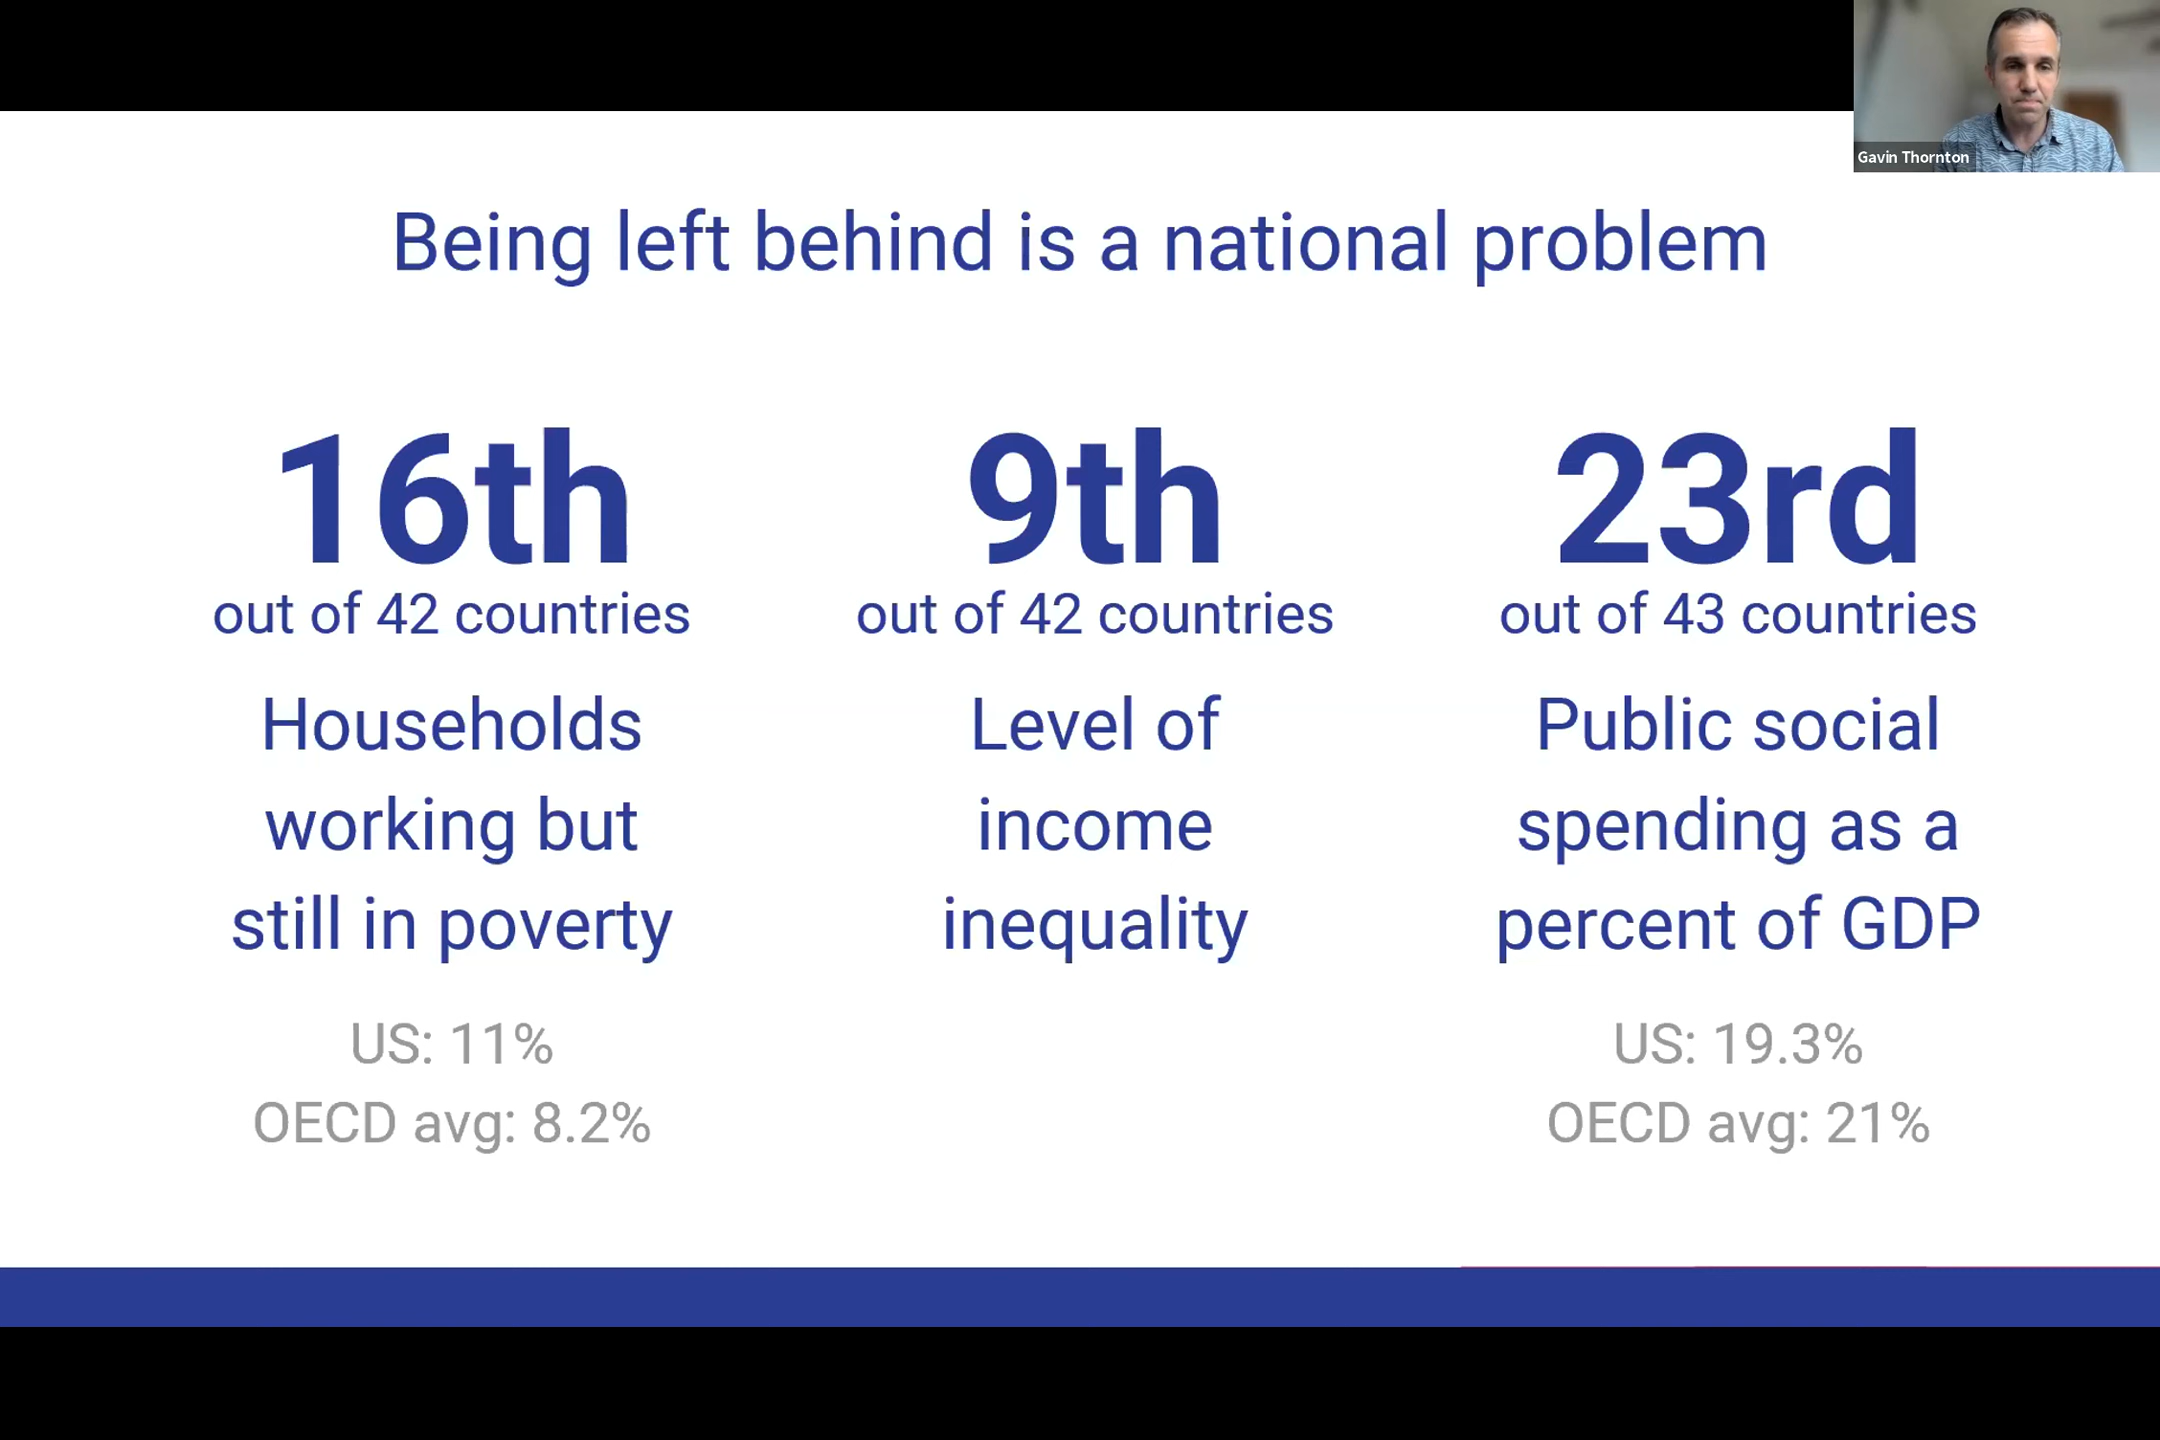 Gavin Thornton
Being left behind is a national problem
16th
out of 42 countries
Households
working but
still in poverty
US: 11%
OECD avg: 8.2%
9th
out of 42 countries
Level of
income
inequality
23rd
out of 43 countries
Public social
spending as a
percent of GDP
US: 19.3%
OECD avg: 21%